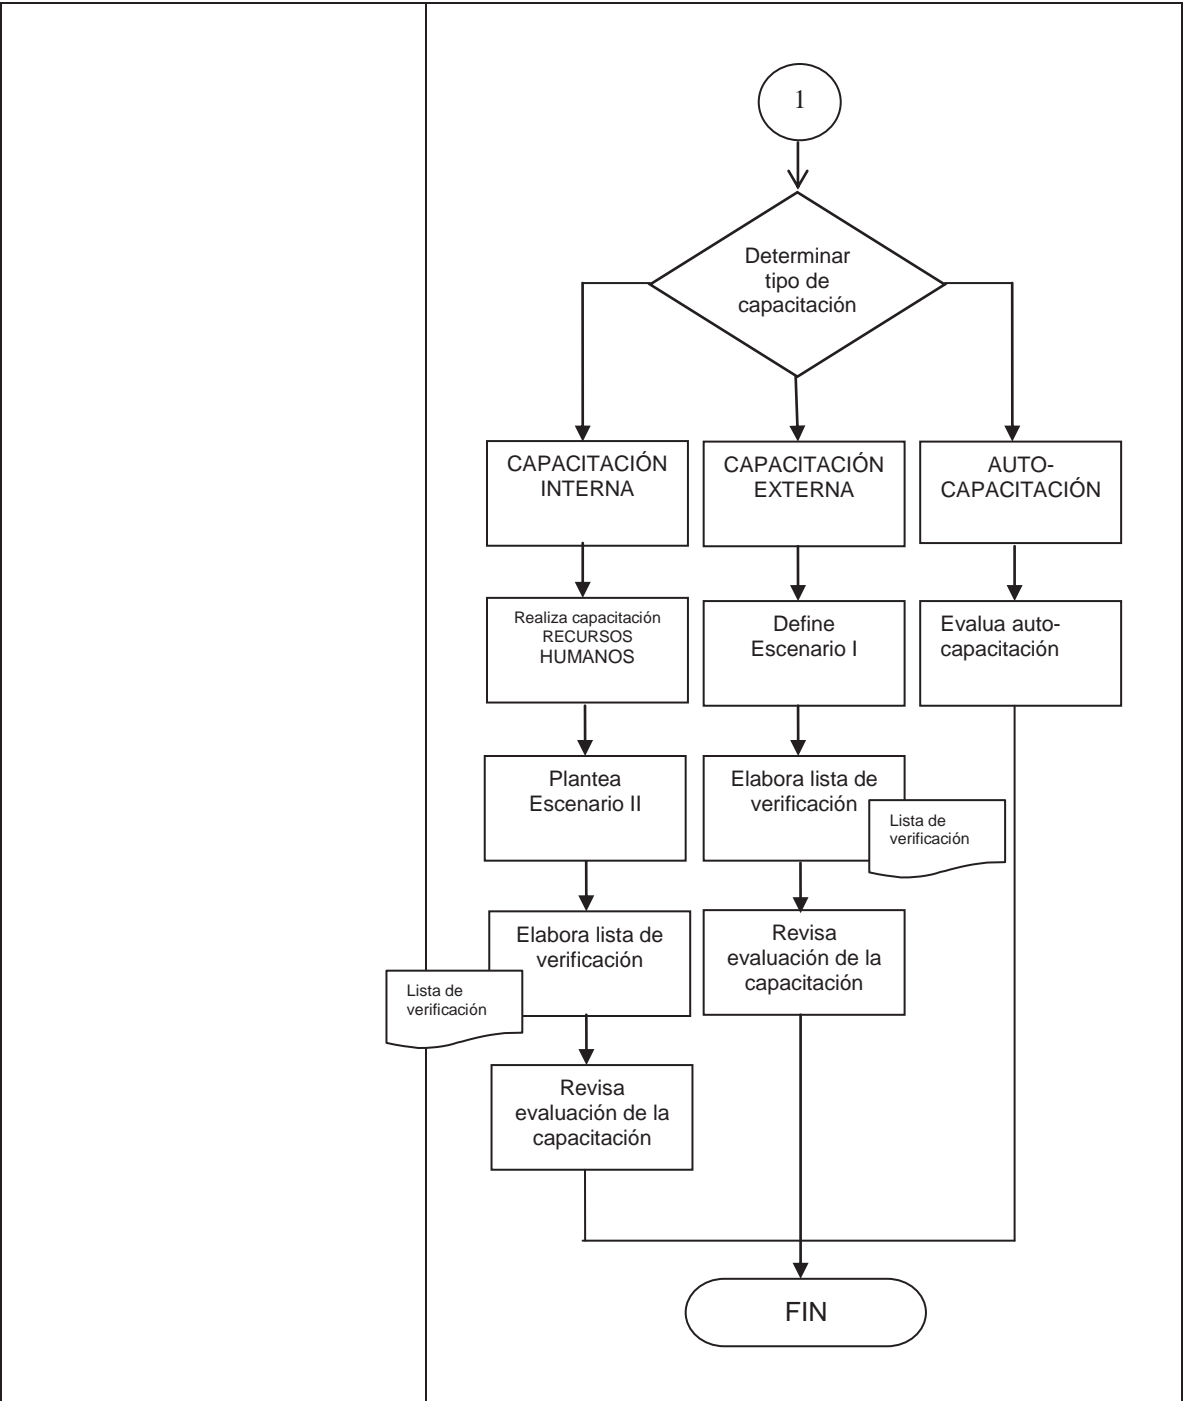 1
Determinar
tipo de
capacitación
CAPACITACIÓN
INTERNA
CAPACITACIÓN
EXTERNA
AUTO-
CAPACITACIÓN
Realiza capacitación
RECURSOS
HUMANOS
Define
Escenario I
Evalua auto-
capacitación
Plantea
Escenario II
Elabora lista de
verificación
Lista de
verificación
Elabora lista de
verificación
Lista de
verificación
Revisa
evaluación de la
capacitación
Revisa
evaluación de la
capacitación
FIN